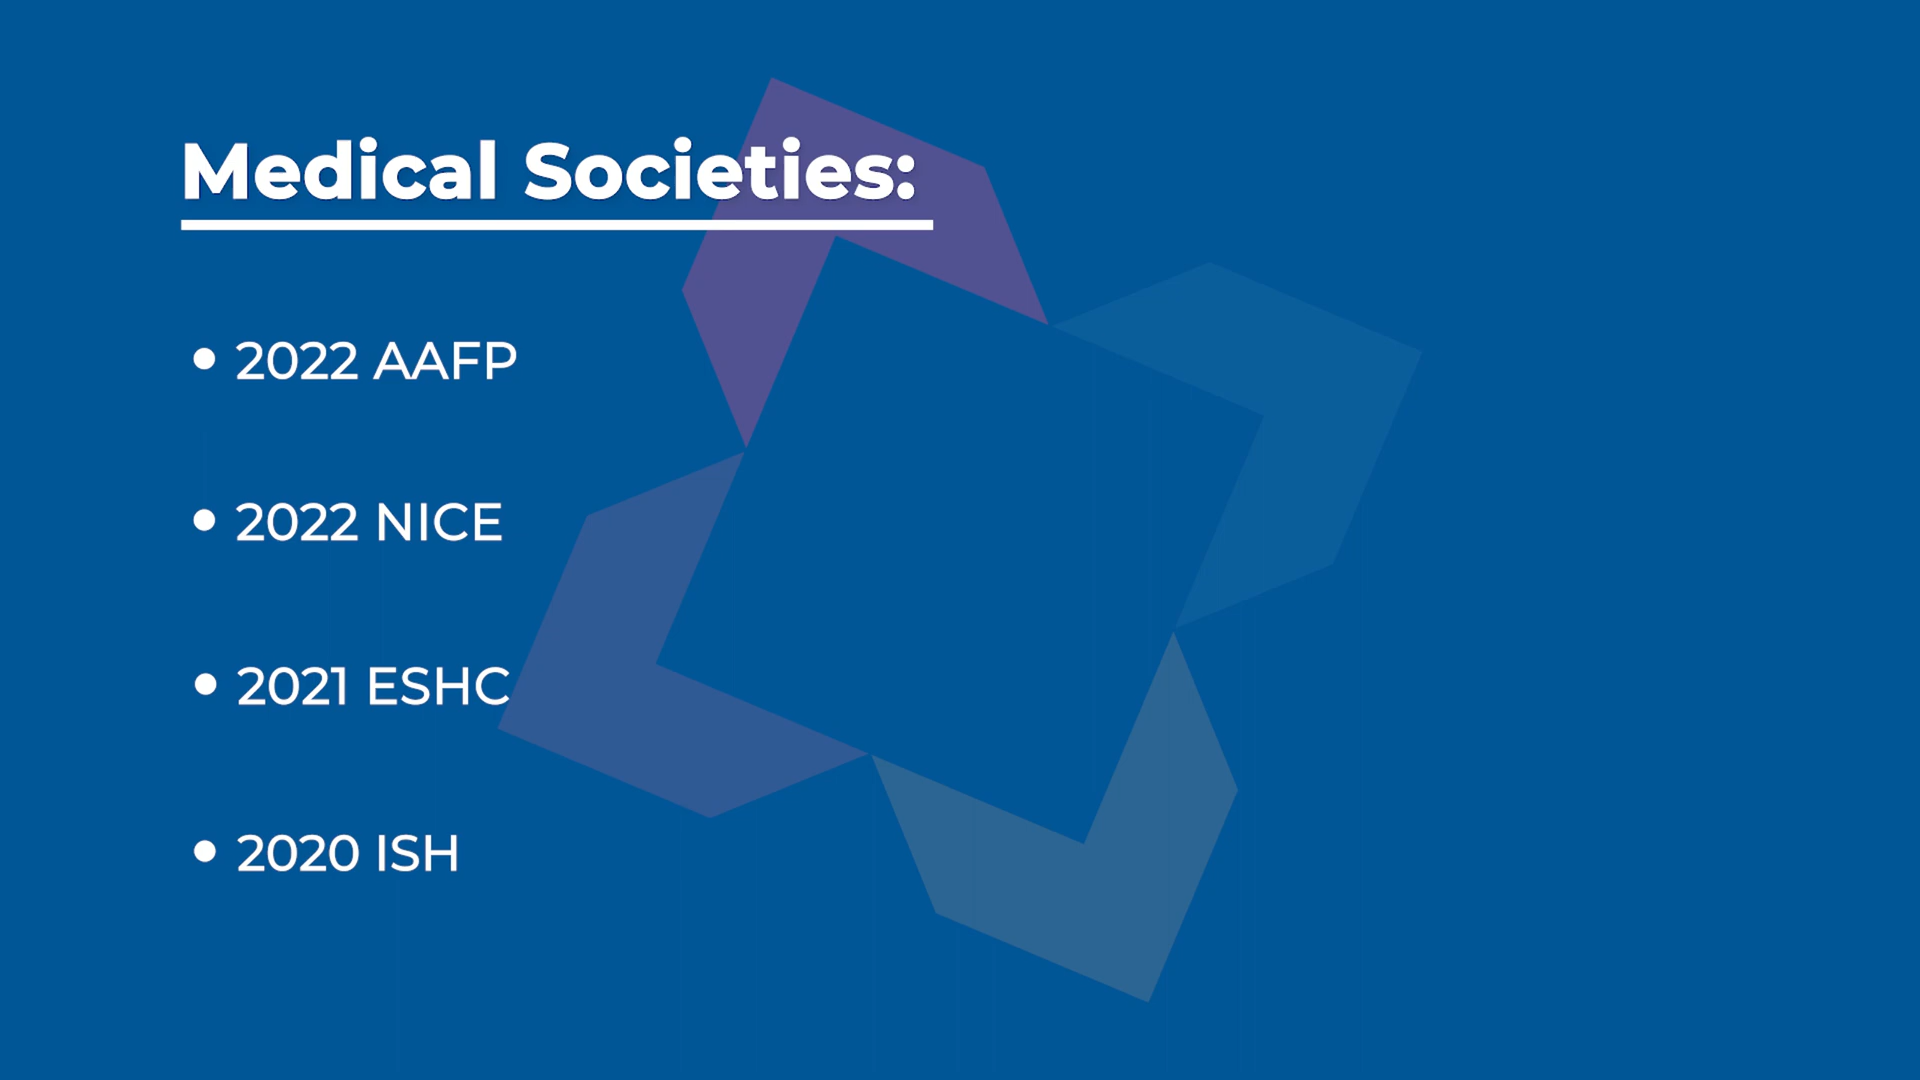 Medical Societies:
• 2022 AAFP
• 2022 NICE
• 2021 ESHC
• 2020 ISH